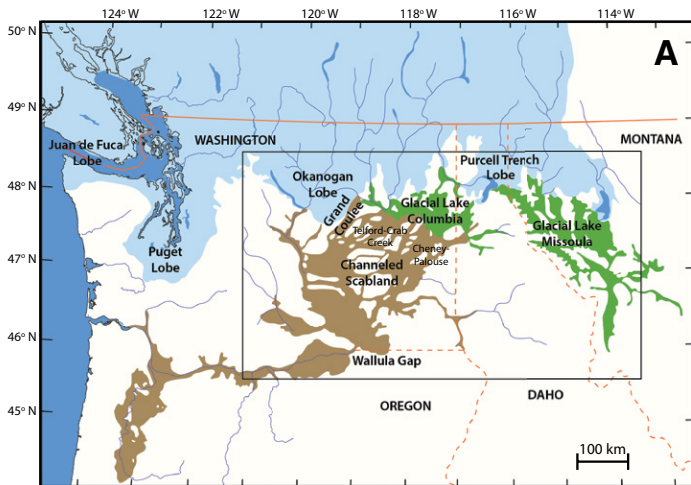 124°W
122°W
120°W
118°W
116°W
114°W
50°N
A
49°N
Juan de Fuca
Lobe
WASHINGTON
MONTANA
Purcell Trench
Lobe
Okanogan
Lobe
48°N
Grand
Coulee
Glacial Lake
Columbia
Glacial Lake
Missoula
Telford-Crab
Creek
Cheney-
Palouse
Puget
Lobe
47°N
Channeled
Scabland
46°N
Wallula Gap
DAHO
OREGON
45°N
100 km